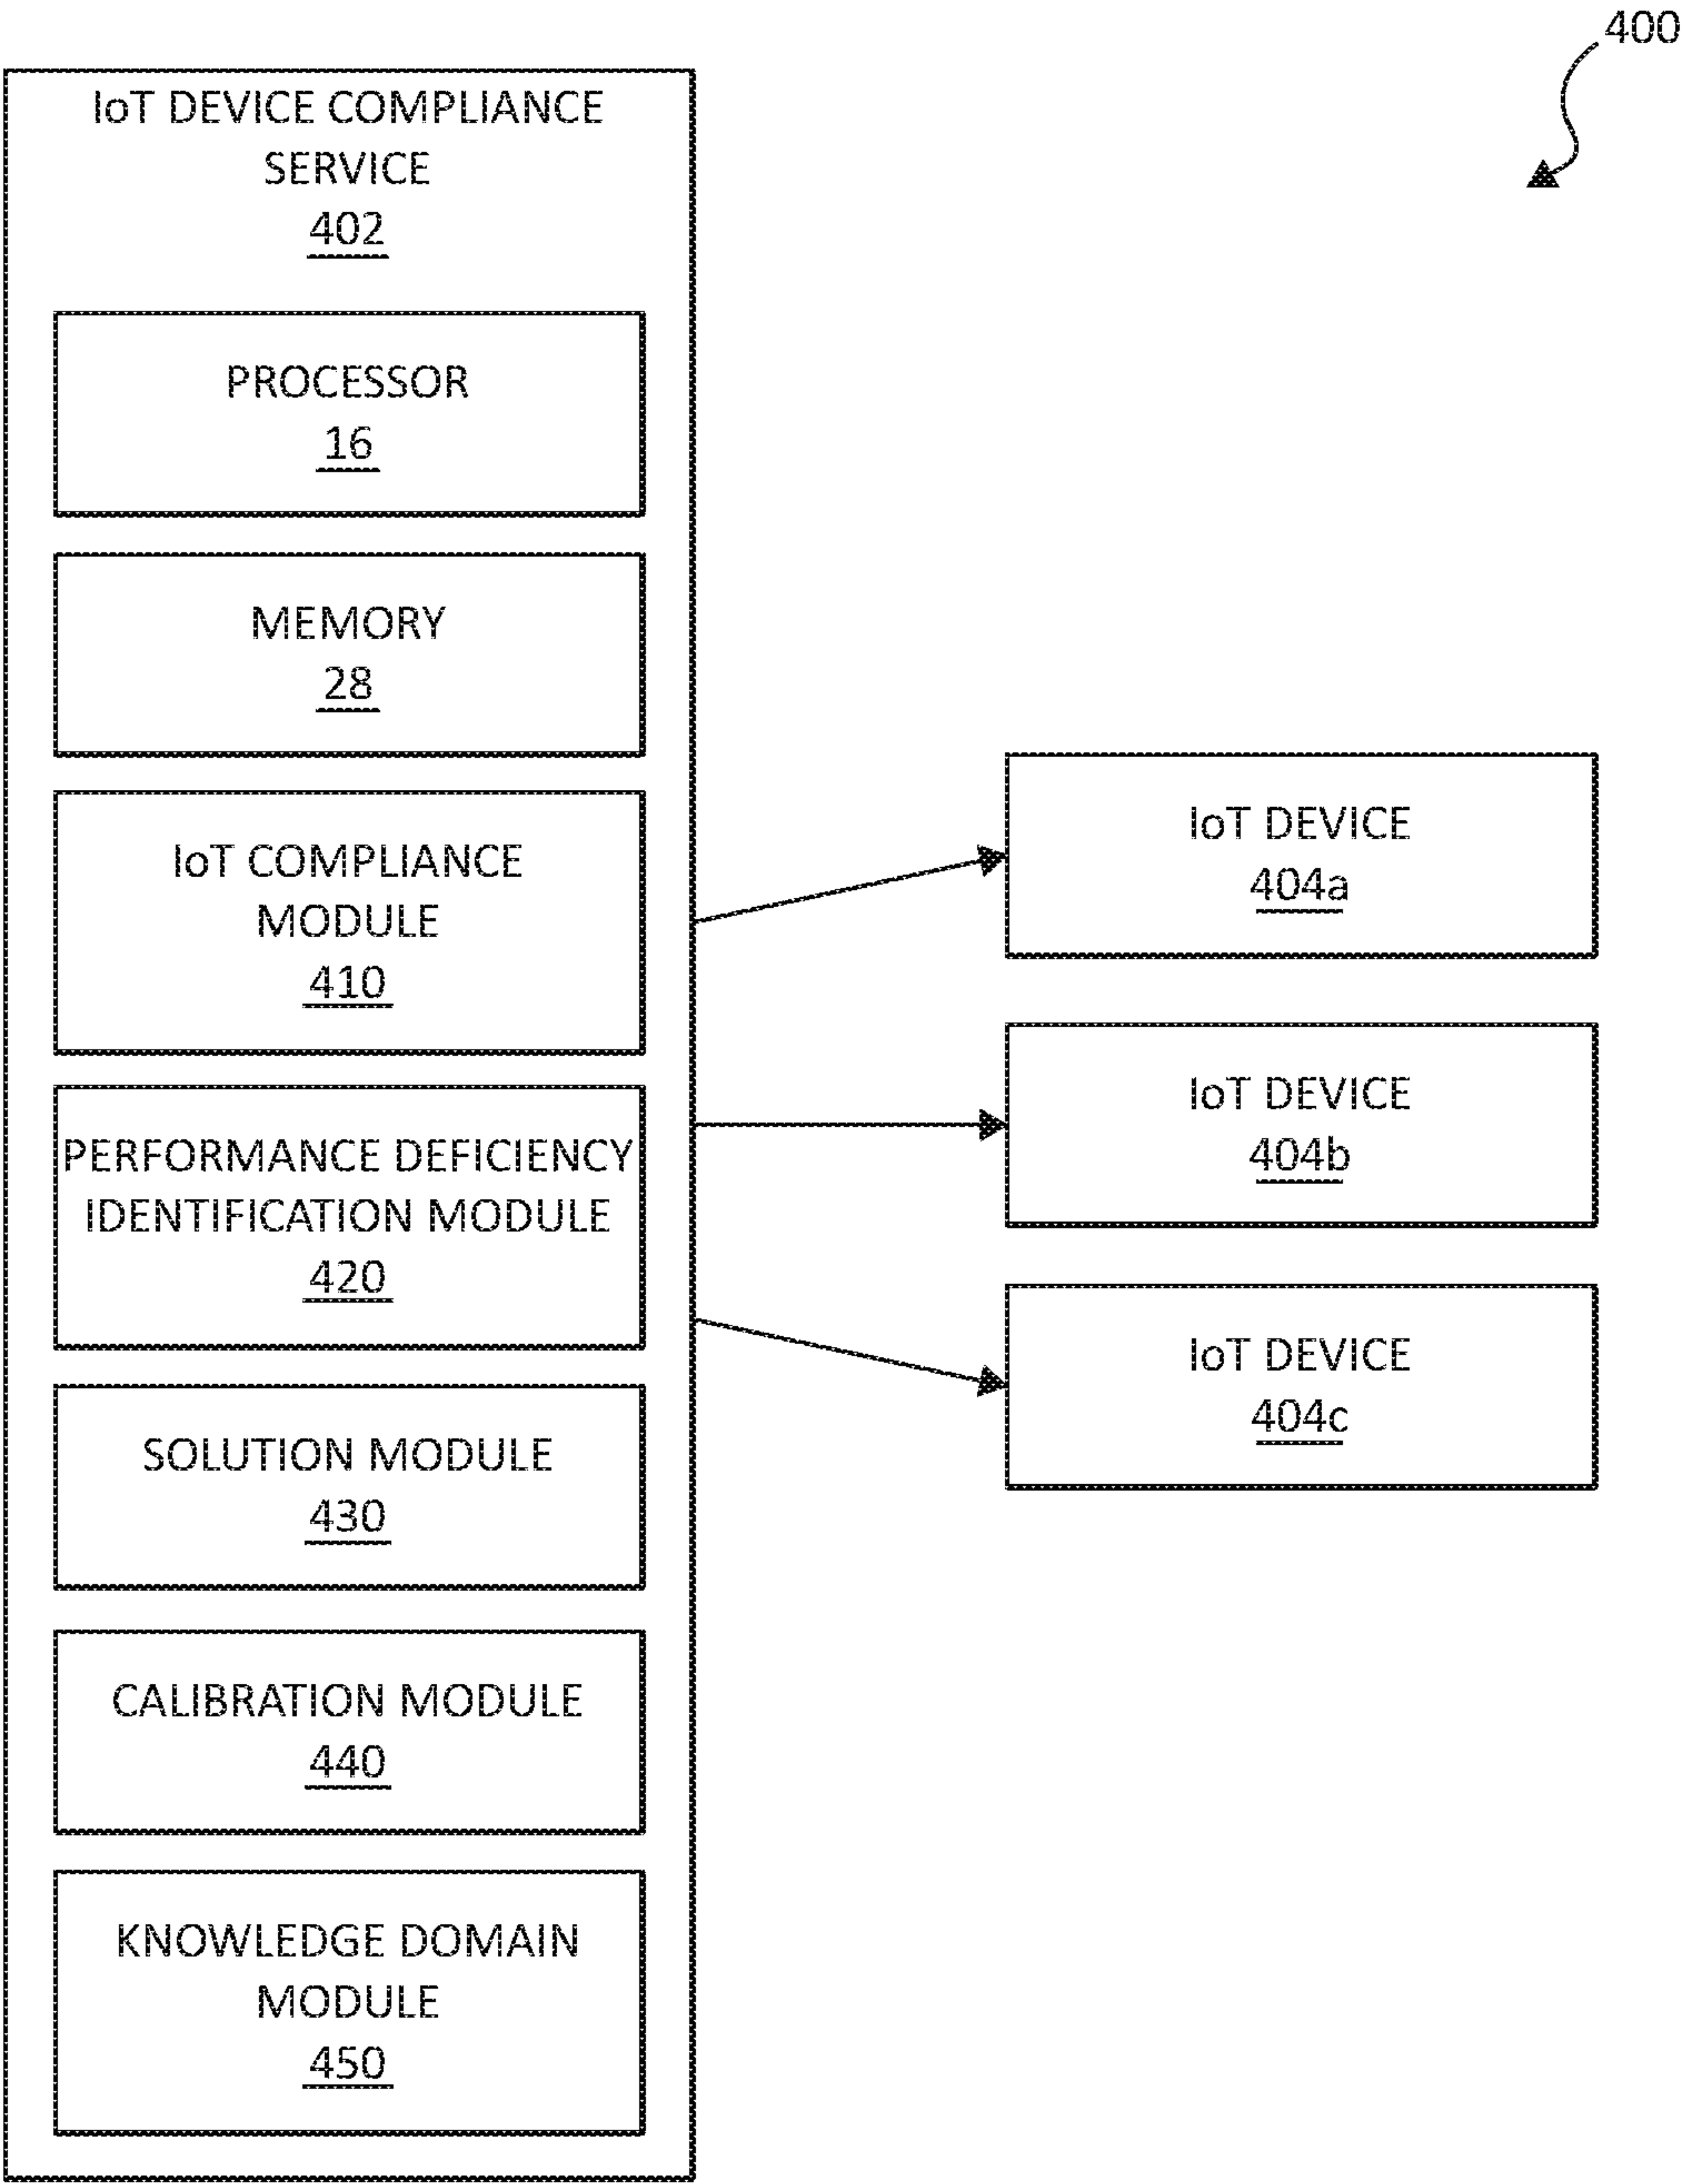 400
IoT DEVICE COMPLIANCE
SERVICE
402
PROCESSOR
16
MEMORY
28
IoT COMPLIANCE
MODULE
410
PERFORMANCE DEFICIENCY
IDENTIFICATION MODULE
420
SOLUTION MODULE
430
CALIBRATION MODULE
440
KNOWLEDGE DOMAIN
MODULE
450
IoT DEVICE
404a
IoT DEVICE
404b
IoT DEVICE
404c